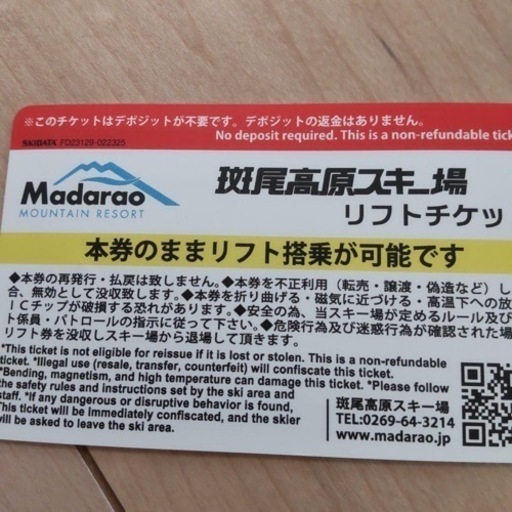 ※このチケットはデポジットが不要です。デポジットの返金はありません。
No deposit required. This is a non-refundable ticke
SKIDATA FD23129-022325
Madarao
MOUNTAIN RESORT
斑尾高原スキー場
リフトチケッ
本券のままリフト搭乗が可能です
◆本券の再発行・払戻は致しません。◆本券を不正利用（転売・譲渡・偽造など）し
合、無効として没収致します。◆本券を折り曲げる・磁気に近づける・高温下への放
ICチップが破損する恐れがあります。◆安全の為、当スキー場が定めるルール及び
ト係員・パトロールの指示に従って下さい。◆危険行為及び迷惑行為が確認された場
リフト券を没収しスキー場から退場して頂きます。
*This ticket is not eligible for reissue if it is lost or stolen. This is a non-refundable
ticket. *Illegal use (resale, transfer, counterfeit) will confiscate this ticket.
*Bending, magnetism, and high temperature can damage this ticket. *Please follow
the safety rules and instructions set by the ski area and
staff. *If any dangerous or disruptive behavior is found,
This ticket will be immediately confiscated, and the skier
will be asked to leave the ski area.
斑尾高原スキー場
TEL:0269-64-3214
www.madarao.jp